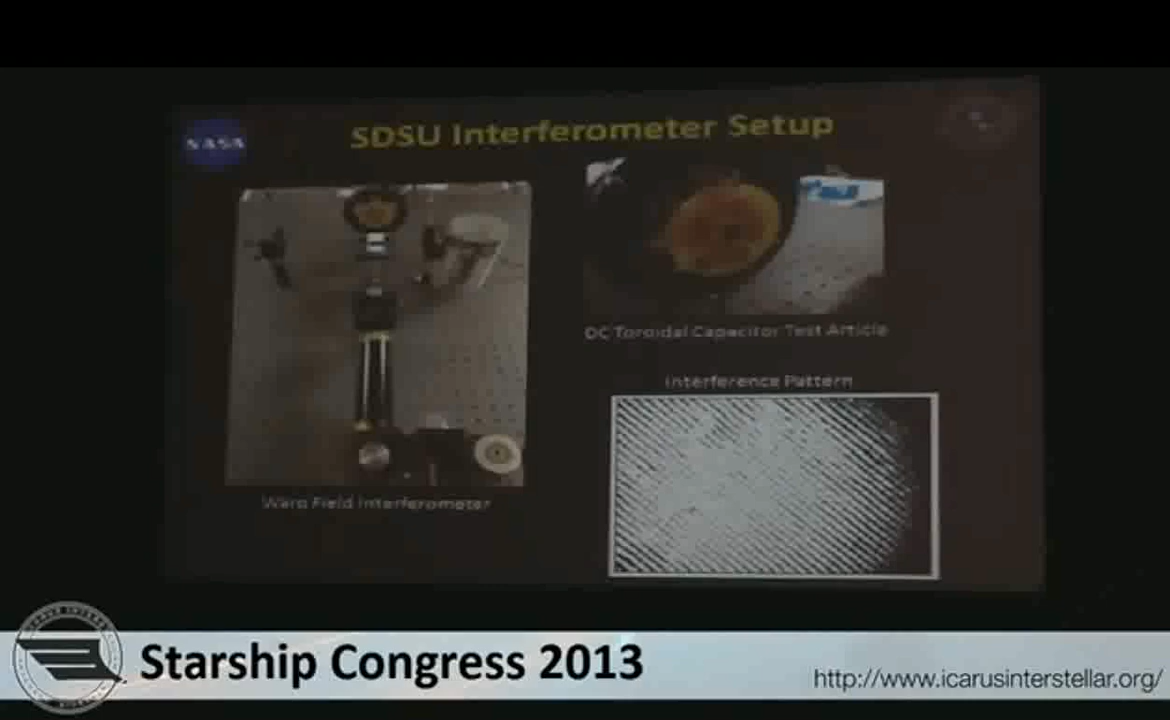 NASA
SDSU Interferometer Setup
DC Toroidal Capacitor Test Article
Interference Pattern
Warp Field Interferometer
Starship Congress 2013
http://www.icarusinterstellar.org/